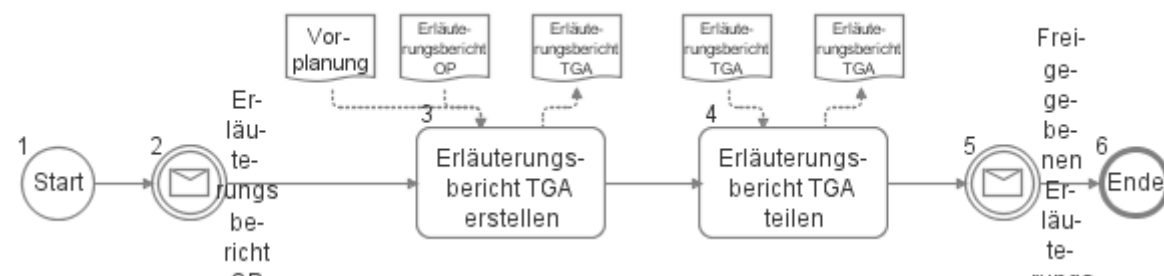 Vor-
planung
Erläute-
rungsbericht
OP
Erläute-
rungsbericht
TGA
Erläute-
rungsbericht
TGA
Erläute-
rungsbericht
TGA
1
Start
2
Er-
läu-
te-
rungs
be-
richt
3
Erläuterungs-
bericht TGA
erstellen
4
Erläuterungs-
bericht TGA
teilen
5
Frei-
ge-
ge-
be-
nen
Er-
läu-
te-
6
Ende